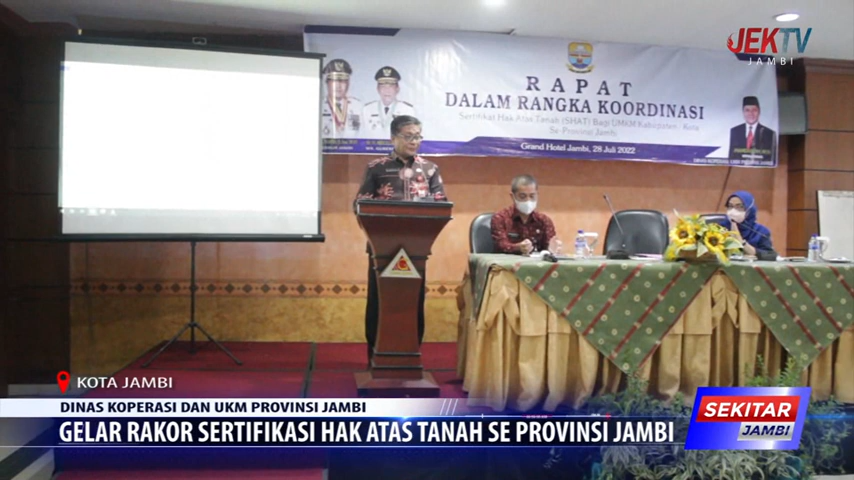 JEKTV
JAMBI
RAPAT
DALAM RANGKA KOORDINASI
Sertifikat Hak Atas Tanah (SHAT) Bagi UMKM Kabupaten - Kota
Se-Provinsi Jambi
Grand Hotel Jambi, 28 Juli 2022
KOTA JAMBI
DINAS KOPERASI DAN UKM PROVINSI JAMBI
GELAR RAKOR SERTIFIKASI HAK ATAS TANAH SE PROVINSI JAMBI
SEKITAR
JAMBI